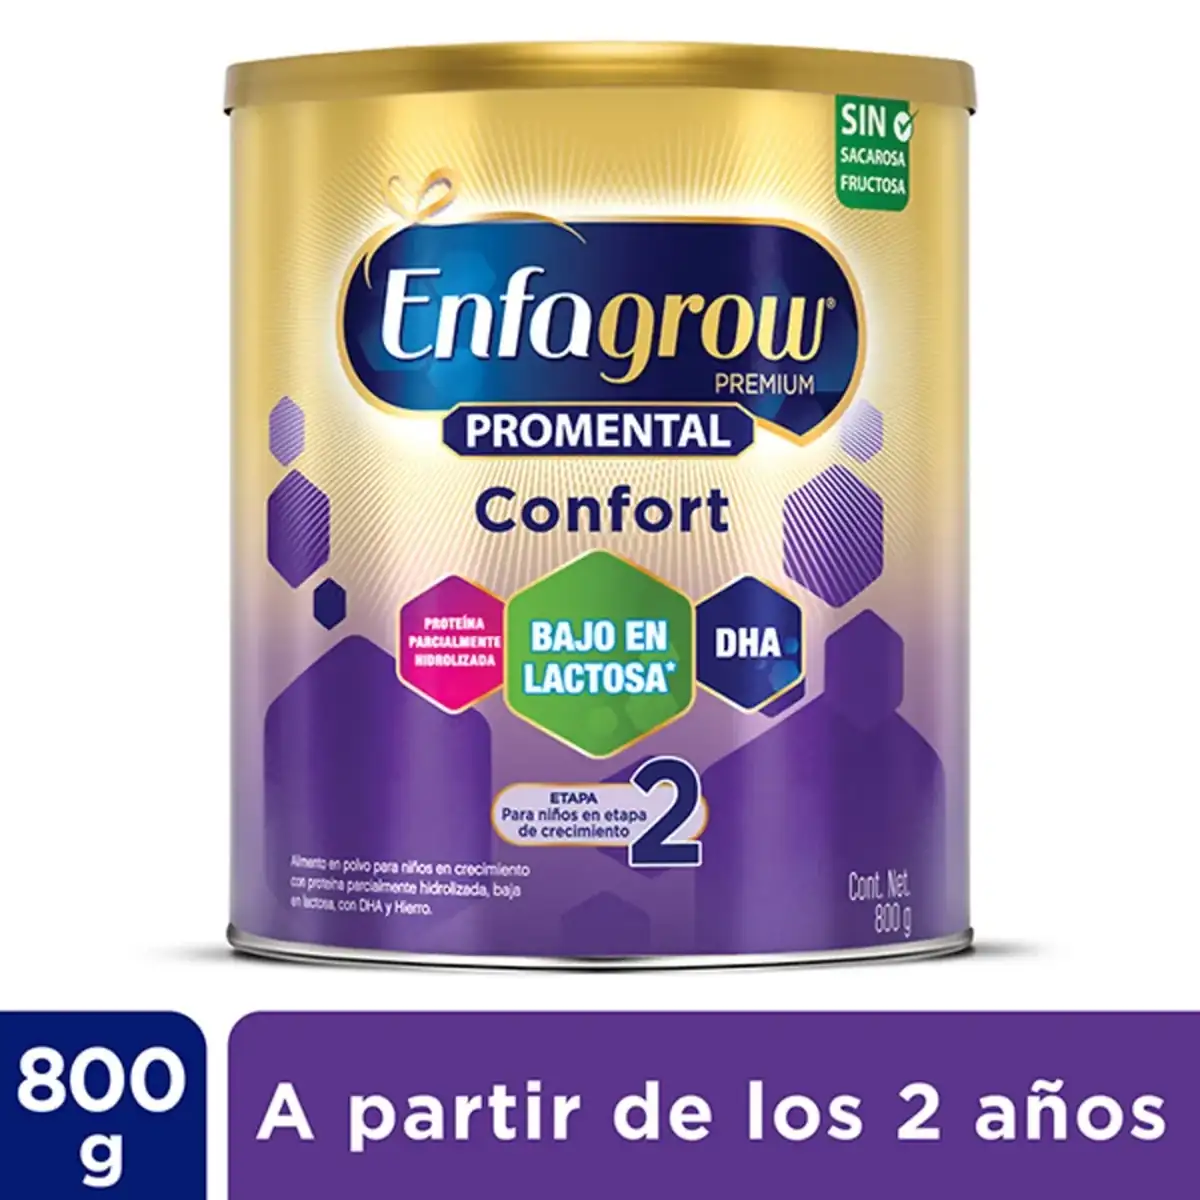 SIN
SACAROSA
FRUCTOSA
Enfagrow®
PREMIUM
PROMENTAL
Confort
PROTEÍNA
PARCIALMENTE
HIDROLIZADA
BAJO EN
LACTOSA*
DHA
ETAPA
Para niños en etapa
de crecimiento
2
Alimento en polvo para niños en crecimiento
con proteína parcialmente hidrolizada, baja
en lactosa, con DHA y Hierro.
Cont. Net.
800 g
800
g
A partir de los 2 años